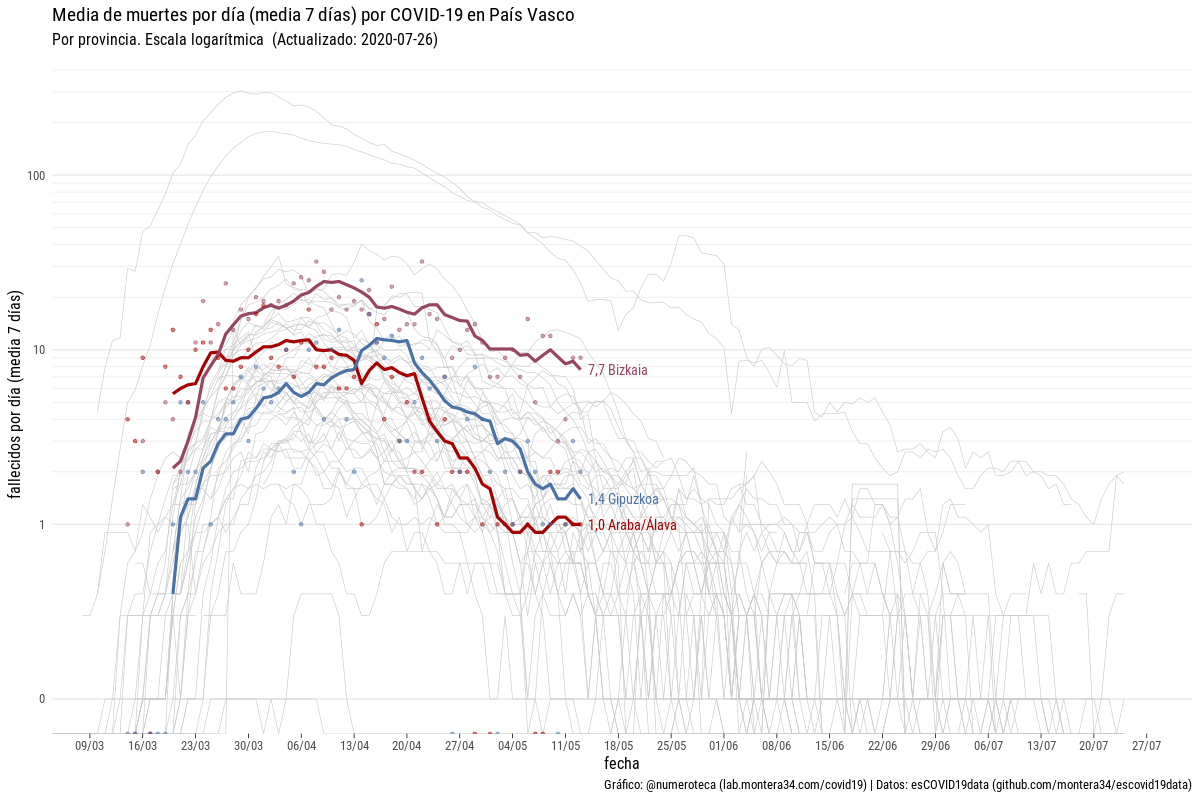 Media de muertes por día (media 7 días) por COVID-19 en País Vasco
Por provincia. Escala logarítmica (Actualizado: 2020-07-26)
fallecidos por día (media 7 días)
100
10
1
0
7,7 Bizkaia
1,4 Gipuzkoa
1,0 Araba/Álava
09/03 16/03 23/03 30/03 06/04 13/04 20/04 27/04 04/05 11/05 18/05 25/05 01/06 08/06 15/06 22/06 29/06 06/07 13/07 20/07 27/07
fecha
Gráfico: @numeroteca (lab.montera34.com/covid19) | Datos: esCOVID19data (github.com/montera34/escovid19data)